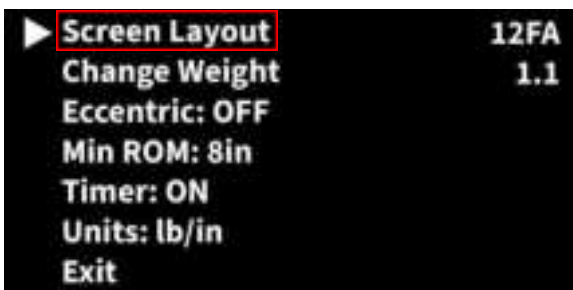 Screen Layout 12FA
Change Weight 1.1
Eccentric: OFF
Min ROM: 8in
Timer: ON
Units: lb/in
Exit